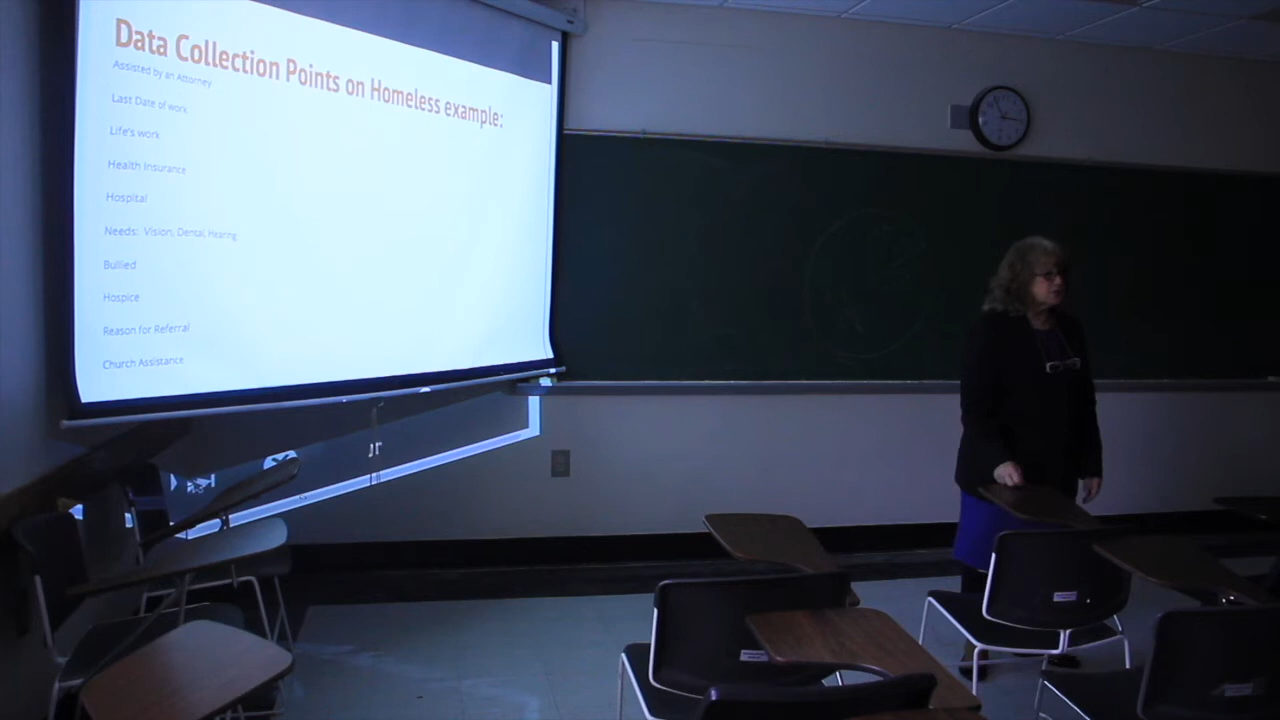 Data Collection Points on Homeless example:
Assisted by an Attorney
Last Date of work
Life's work
Health Insurance
Hospital
Needs: Vision, Dental, Hearing
Bullied
Hospice
Reason for Referral
Church Assistance